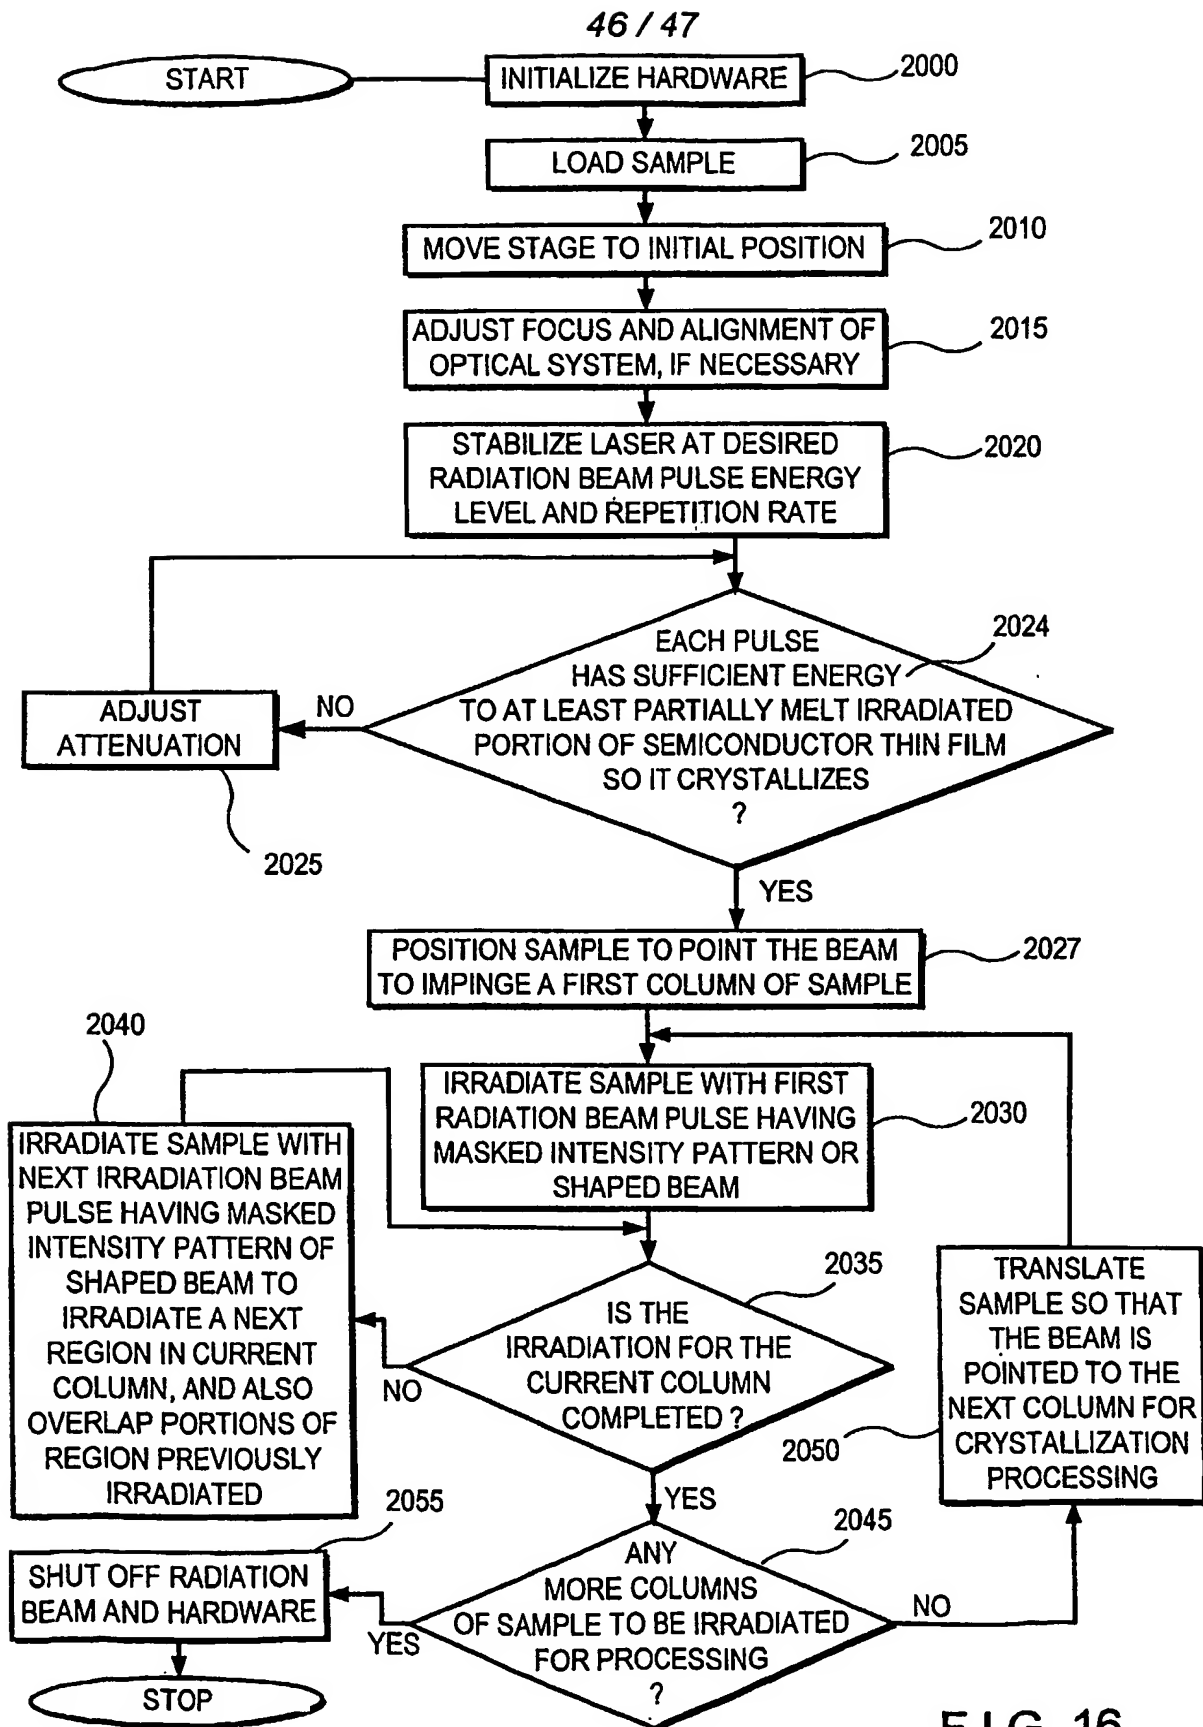 46 / 47
START
INITIALIZE HARDWARE
2000
LOAD SAMPLE
2005
MOVE STAGE TO INITIAL POSITION
2010
ADJUST FOCUS AND ALIGNMENT OF
OPTICAL SYSTEM, IF NECESSARY
2015
STABILIZE LASER AT DESIRED
RADIATION BEAM PULSE ENERGY
LEVEL AND REPETITION RATE
2020
EACH PULSE
HAS SUFFICIENT ENERGY
TO AT LEAST PARTIALLY MELT IRRADIATED
PORTION OF SEMICONDUCTOR THIN FILM
SO IT CRYSTALLIZES
?
2024
NO
ADJUST
ATTENUATION
2025
YES
POSITION SAMPLE TO POINT THE BEAM
TO IMPINGE A FIRST COLUMN OF SAMPLE
2027
IRRADIATE SAMPLE WITH FIRST
RADIATION BEAM PULSE HAVING
MASKED INTENSITY PATTERN OR
SHAPED BEAM
2030
2040
IRRADIATE SAMPLE WITH
NEXT IRRADIATION BEAM
PULSE HAVING MASKED
INTENSITY PATTERN OF
SHAPED BEAM TO
IRRADIATE A NEXT
REGION IN CURRENT
COLUMN, AND ALSO
OVERLAP PORTIONS OF
REGION PREVIOUSLY
IRRADIATED
IS THE
IRRADIATION FOR THE
CURRENT COLUMN
COMPLETED ?
2035
NO
YES
TRANSLATE
SAMPLE SO THAT
THE BEAM IS
POINTED TO THE
NEXT COLUMN FOR
CRYSTALLIZATION
PROCESSING
2050
ANY
MORE COLUMNS
OF SAMPLE TO BE IRRADIATED
FOR PROCESSING
?
2045
NO
YES
2055
SHUT OFF RADIATION
BEAM AND HARDWARE
STOP
FIG. 16